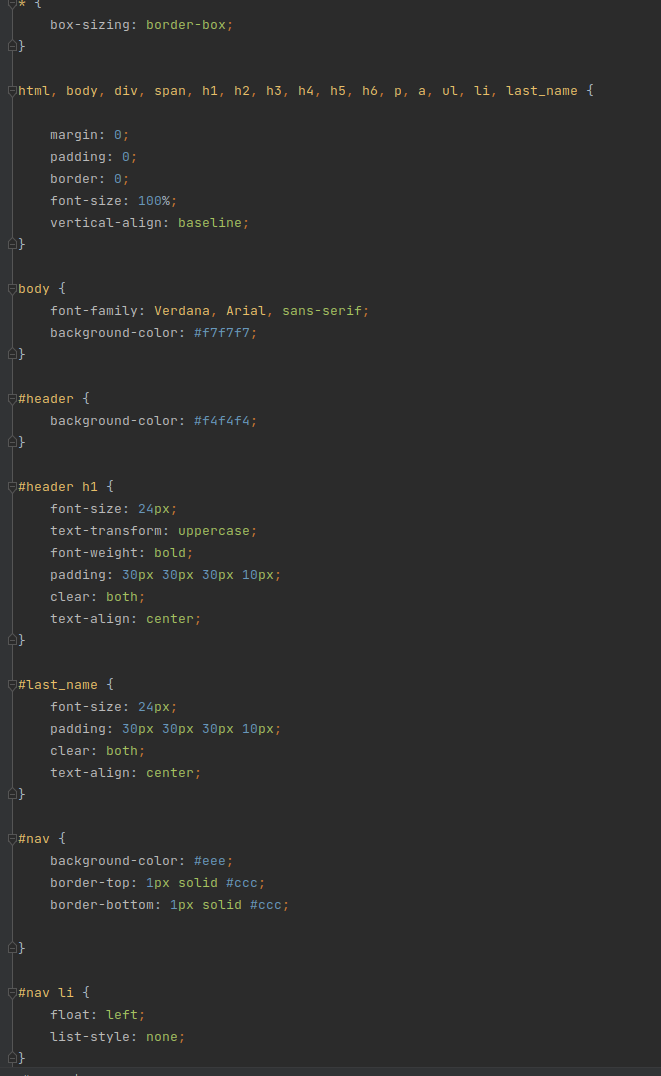 * {
    box-sizing: border-box;
}

html, body, div, span, h1, h2, h3, h4, h5, h6, p, a, ul, li, last_name {

    margin: 0;
    padding: 0;
    border: 0;
    font-size: 100%;
    vertical-align: baseline;
}

body {
    font-family: Verdana, Arial, sans-serif;
    background-color: #f7f7f7;
}

#header {
    background-color: #f4f4f4;
}

#header h1 {
    font-size: 24px;
    text-transform: uppercase;
    font-weight: bold;
    padding: 30px 30px 30px 10px;
    clear: both;
    text-align: center;
}

#last_name {
    font-size: 24px;
    padding: 30px 30px 30px 10px;
    clear: both;
    text-align: center;
}

#nav {
    background-color: #eee;
    border-top: 1px solid #ccc;
    border-bottom: 1px solid #ccc;

}

#nav li {
    float: left;
    list-style: none;
}